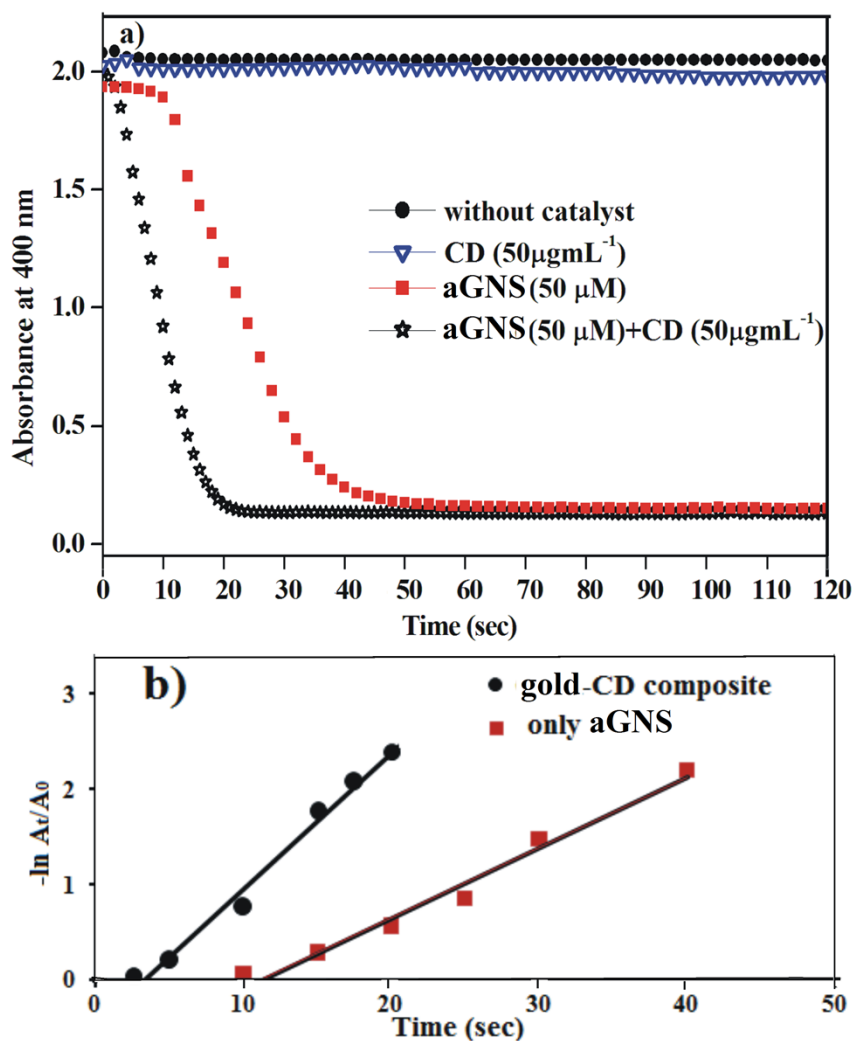 a)
Absorbance at 400 nm
2.0
1.5
1.0
0.5
0.0
without catalyst
CD (50μgmL⁻¹)
aGNS (50 μM)
aGNS (50 μM)+CD (50μgmL⁻¹)
0 10 20 30 40 50 60 70 80 90 100 110 120
Time (sec)
b)
-ln At/A0
3
2
1
0
gold-CD composite
only aGNS
0 10 20 30 40 50
Time (sec)